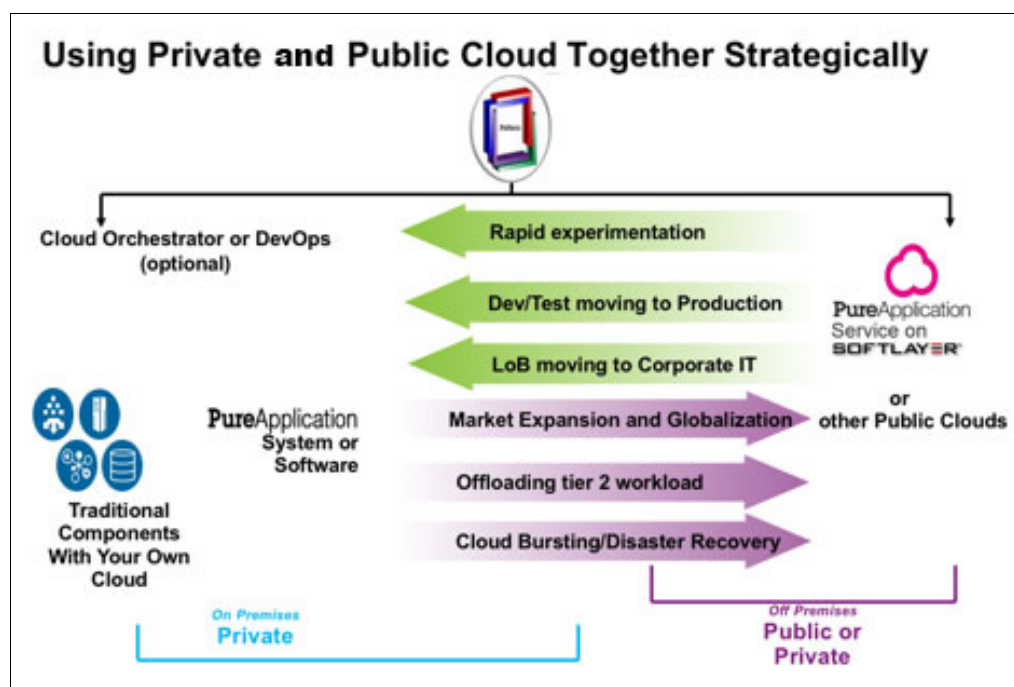 Using Private and Public Cloud Together Strategically
Pattern
Cloud Orchestrator or DevOps
(optional)
Rapid experimentation
Dev/Test moving to Production
LoB moving to Corporate IT
PureApplication
Service on
SOFTLAYER
or
other Public Clouds
Market Expansion and Globalization
Offloading tier 2 workload
Cloud Bursting/Disaster Recovery
PureApplication
System or
Software
Traditional
Components
With Your Own
Cloud
On Premises
Private
Off Premises
Public or
Private